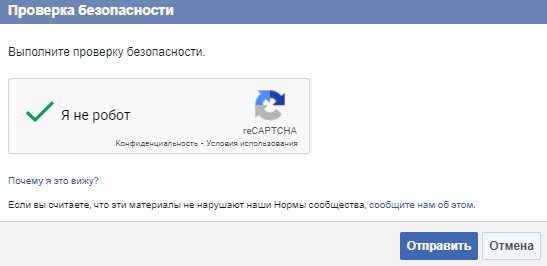 Проверка безопасности
Выполните проверку безопасности.
Я не робот
reCAPTCHA
Конфиденциальность - Условия использования
Почему я это вижу?
Если вы считаете, что эти материалы не нарушают наши Нормы сообщества, сообщите нам об этом.
Отправить Отмена